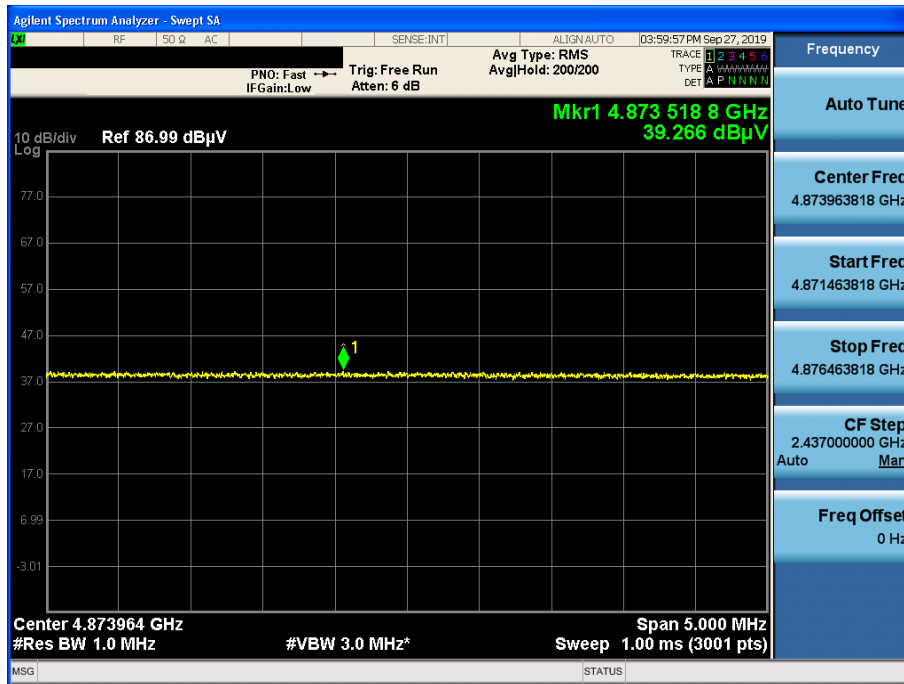 Agilent Spectrum Analyzer - Swept SA
LXI RF 50 Ω AC SENSE:INT ALIGN AUTO 03:59:57 PM Sep 27, 2019
PNO: Fast Trig: Free Run Avg Type: RMS TRACE 1 2 3 4 5 6
IFGain:Low Atten: 6 dB Avg|Hold: 200/200 TYPE A WWWWW
DET A P N N N N
Mkr1 4.873 518 8 GHz
39.266 dBµV
10 dB/div Ref 86.99 dBµV
Log
77.0
67.0
57.0
47.0
1
37.0
27.0
17.0
6.99
-3.01
Center 4.873964 GHz Span 5.000 MHz
#Res BW 1.0 MHz #VBW 3.0 MHz* Sweep 1.00 ms (3001 pts)
MSG STATUS
Frequency
Auto Tune
Center Freq
4.873963818 GHz
Start Freq
4.871463818 GHz
Stop Freq
4.876463818 GHz
CF Step
2.437000000 GHz
Auto Man
Freq Offset
0 Hz